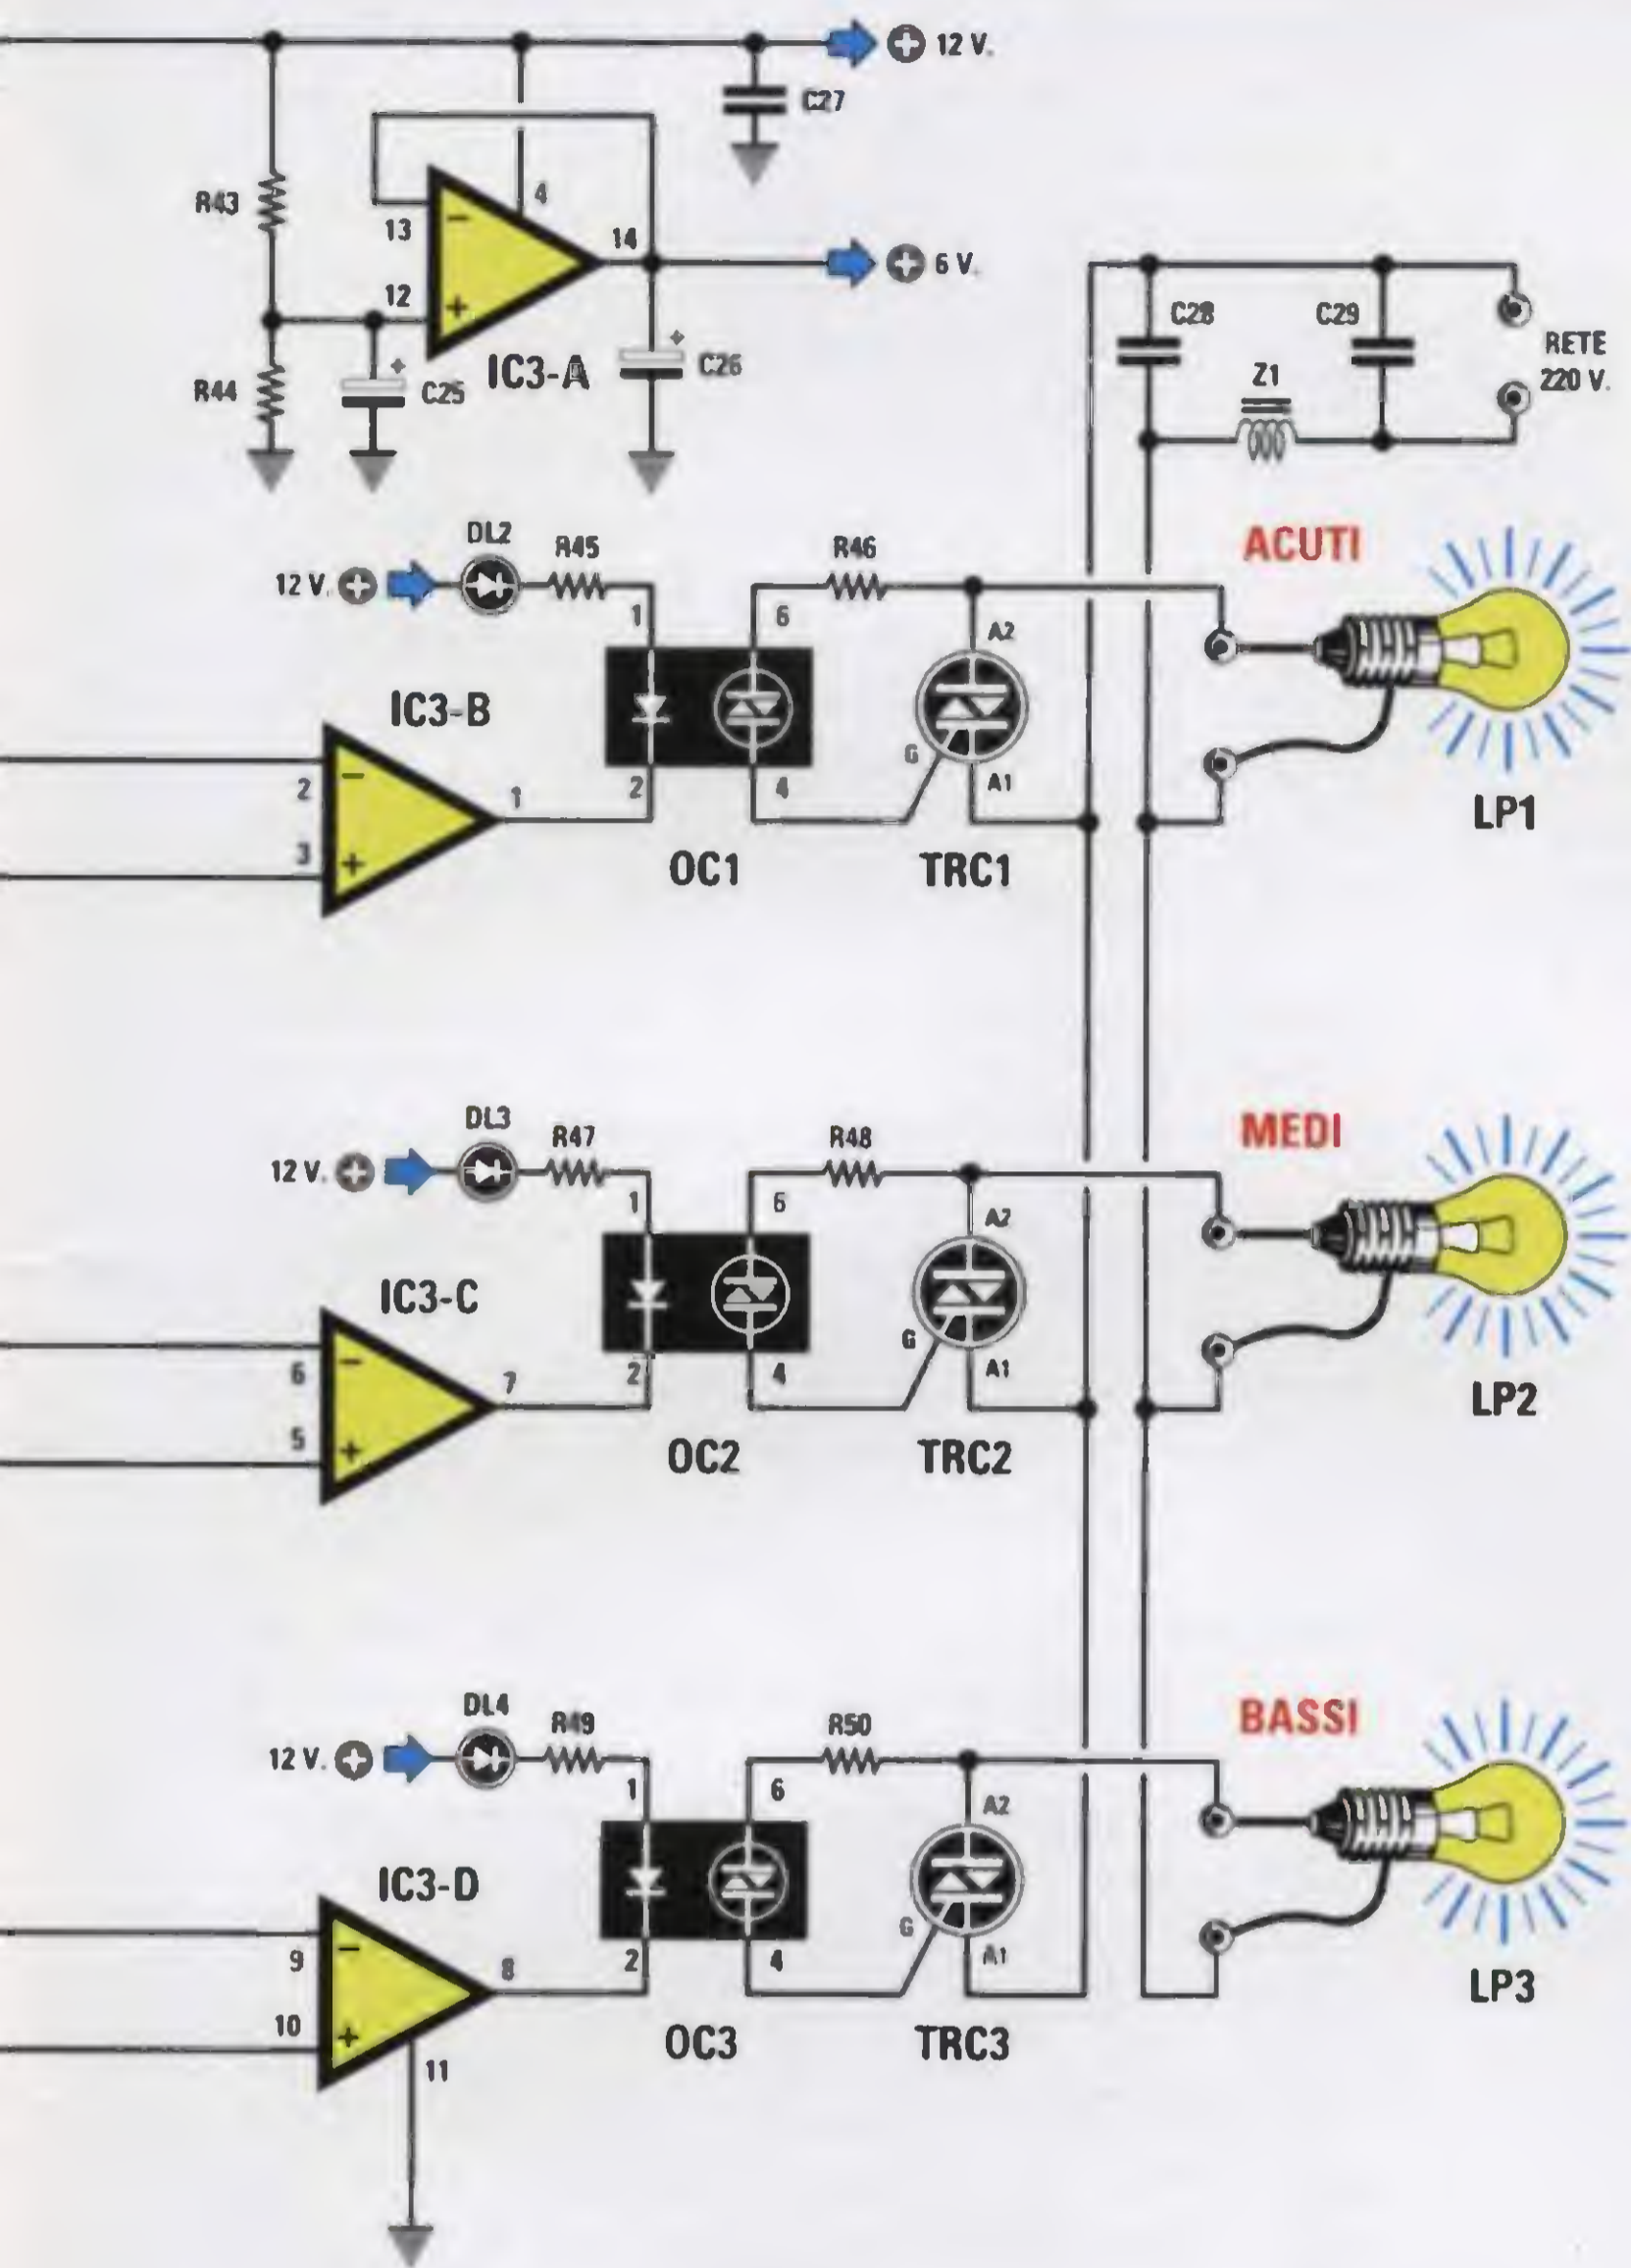 12 V.
C27
R43
4
13
14
6 V.
12
C28
C29
RETE
220 V.
IC3-A
C26
Z1
R44
C25
DL2
R45
R46
ACUTI
12 V.
1
6
A2
IC3-B
G
2
1
2
4
A1
LP1
3
OC1
TRC1
DL3
R47
R48
MEDI
12 V.
1
6
A2
IC3-C
G
6
7
2
4
A1
LP2
5
OC2
TRC2
DL4
R49
R50
BASSI
12 V.
1
6
A2
IC3-D
G
9
8
2
4
A1
LP3
10
OC3
TRC3
11